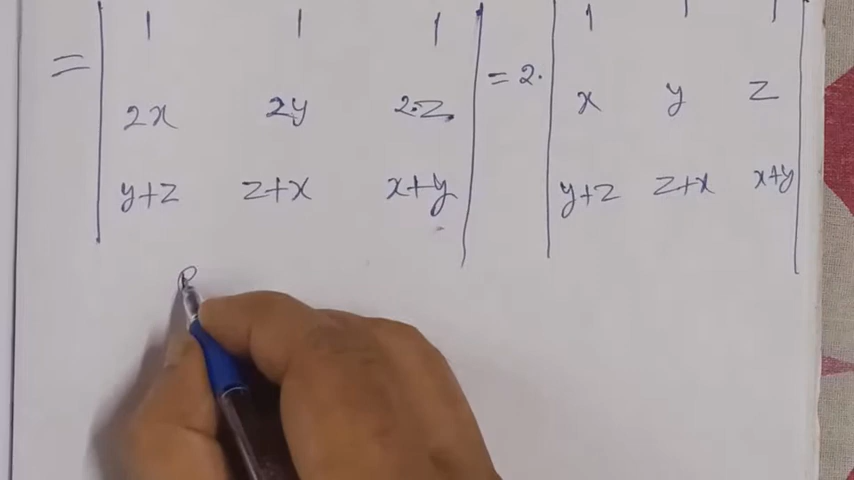 1 1 1 1 1 1
= 2x 2y 2·z = 2· x y z
y+z z+x x+y y+z z+x x+y
R